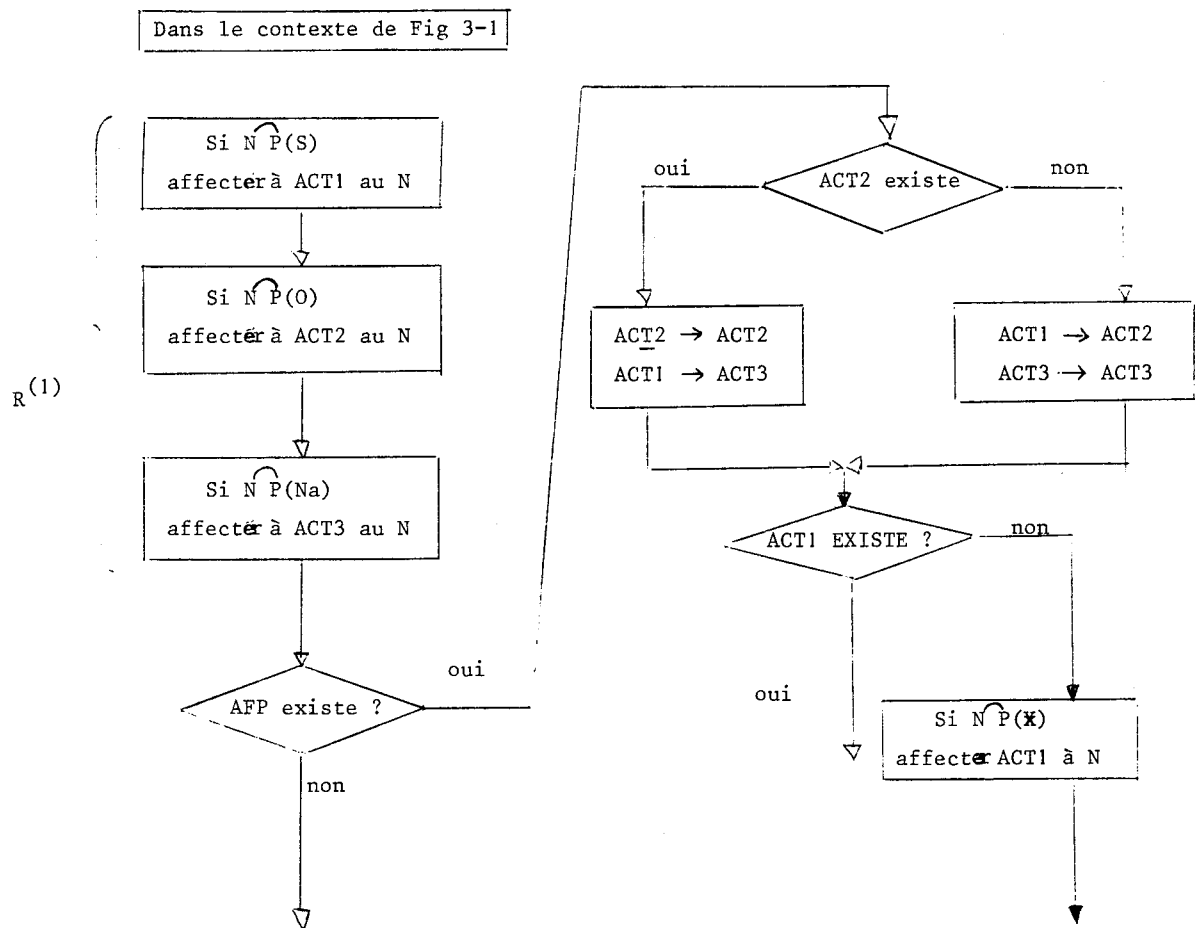 Dans le contexte de Fig 3-1
Si N P(S)
affecter à ACT1 au N
Si N P(O)
affecter à ACT2 au N
R(1)
Si N P(Na)
affecter à ACT3 au N
AFP existe ?
oui
non
ACT2 existe
oui
non
ACT2 → ACT2
ACT1 → ACT3
ACT1 → ACT2
ACT3 → ACT3
ACT1 EXISTE ?
non
oui
Si N P(*)
affecter ACT1 à N